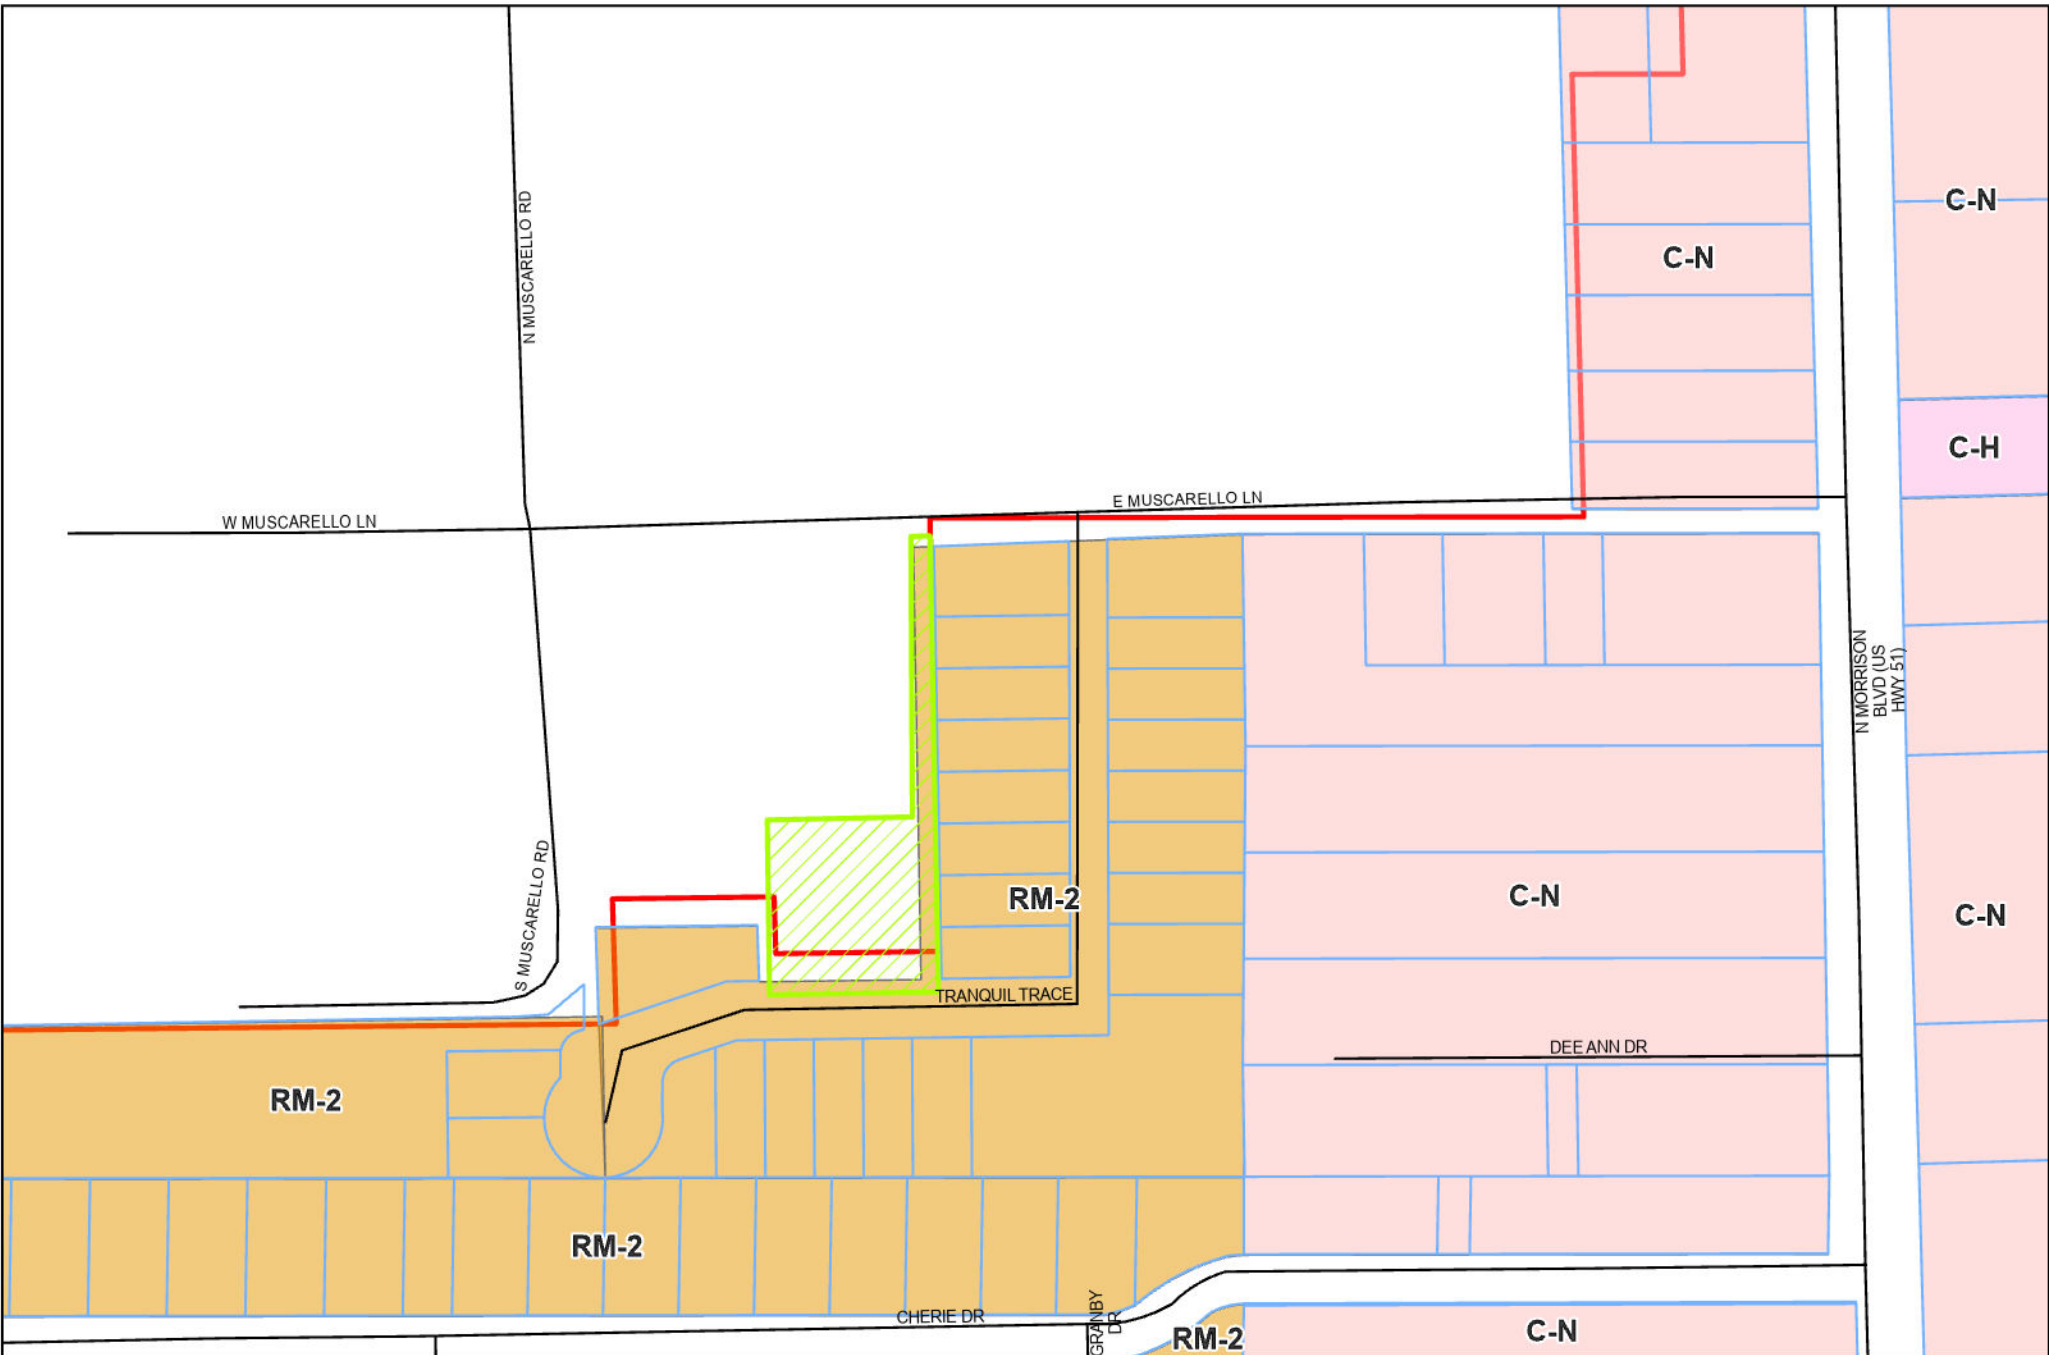 C-N
N MUSCARELLO RD
C-N
C-H
E MUSCARELLO LN
W MUSCARELLO LN
N MORRISON
BLVD (US
HWY 51)
S MUSCARELLO RD
RM-2
C-N
C-N
TRANQUIL TRACE
DEE ANN DR
RM-2
RM-2
CHERIE DR
GRANBY
DR
RM-2
C-N